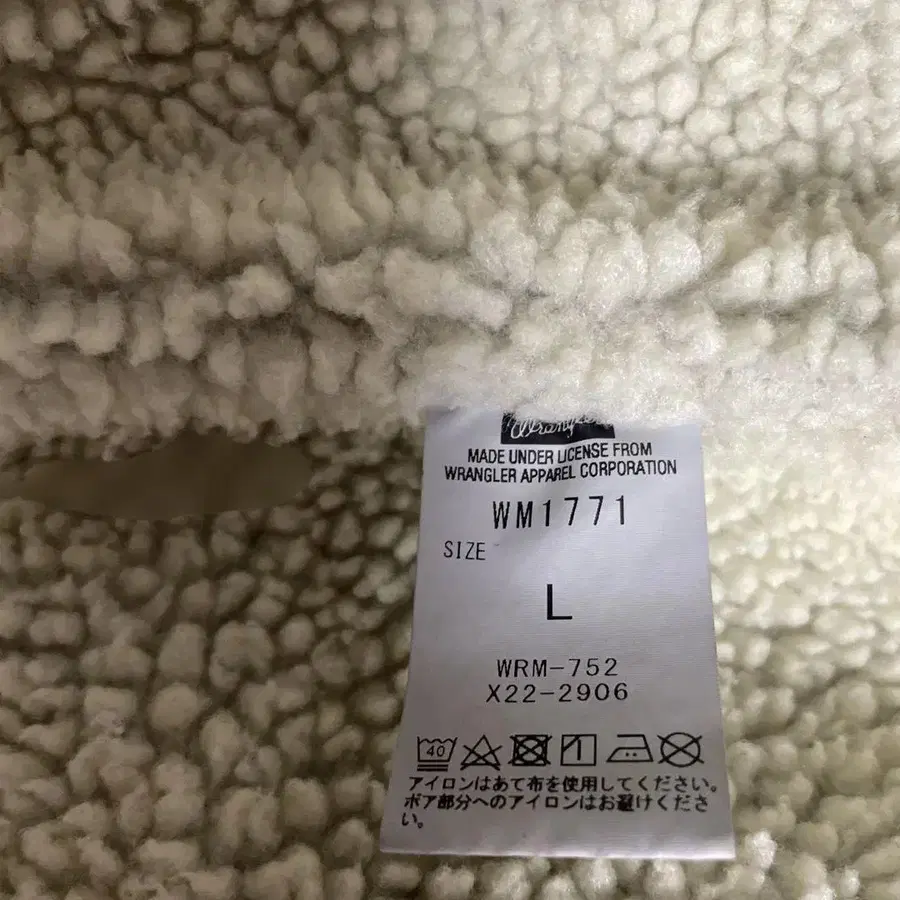 Wrangler
MADE UNDER LICENSE FROM
WRANGLER APPAREL CORPORATION
WM1771
SIZE
L
WRM-752
X22-2906
40
アイロンはあて布を使用してください。
ボア部分へのアイロンはお避けくださ
い。